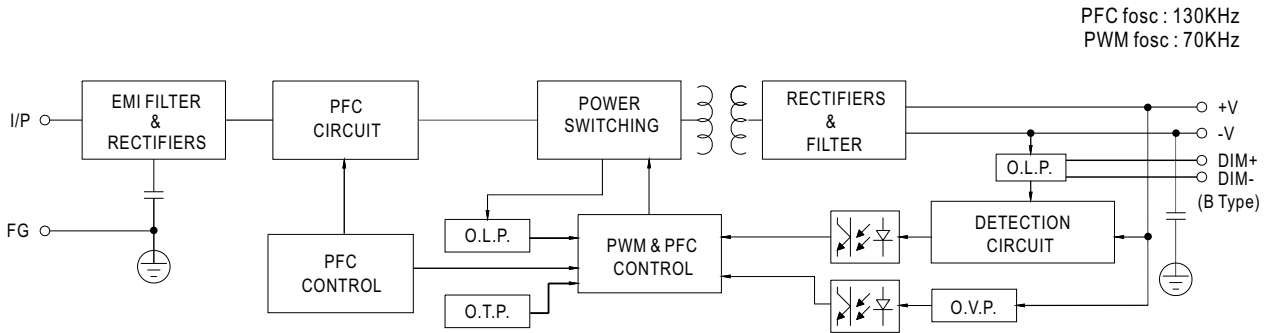 PFC fosc : 130KHz
PWM fosc : 70KHz
I/P
EMI FILTER
&
RECTIFIERS
PFC
CIRCUIT
POWER
SWITCHING
RECTIFIERS
&
FILTER
+V
-V
O.L.P.
DIM+
DIM-
(B Type)
FG
PFC
CONTROL
O.L.P.
O.T.P.
PWM & PFC
CONTROL
DETECTION
CIRCUIT
O.V.P.